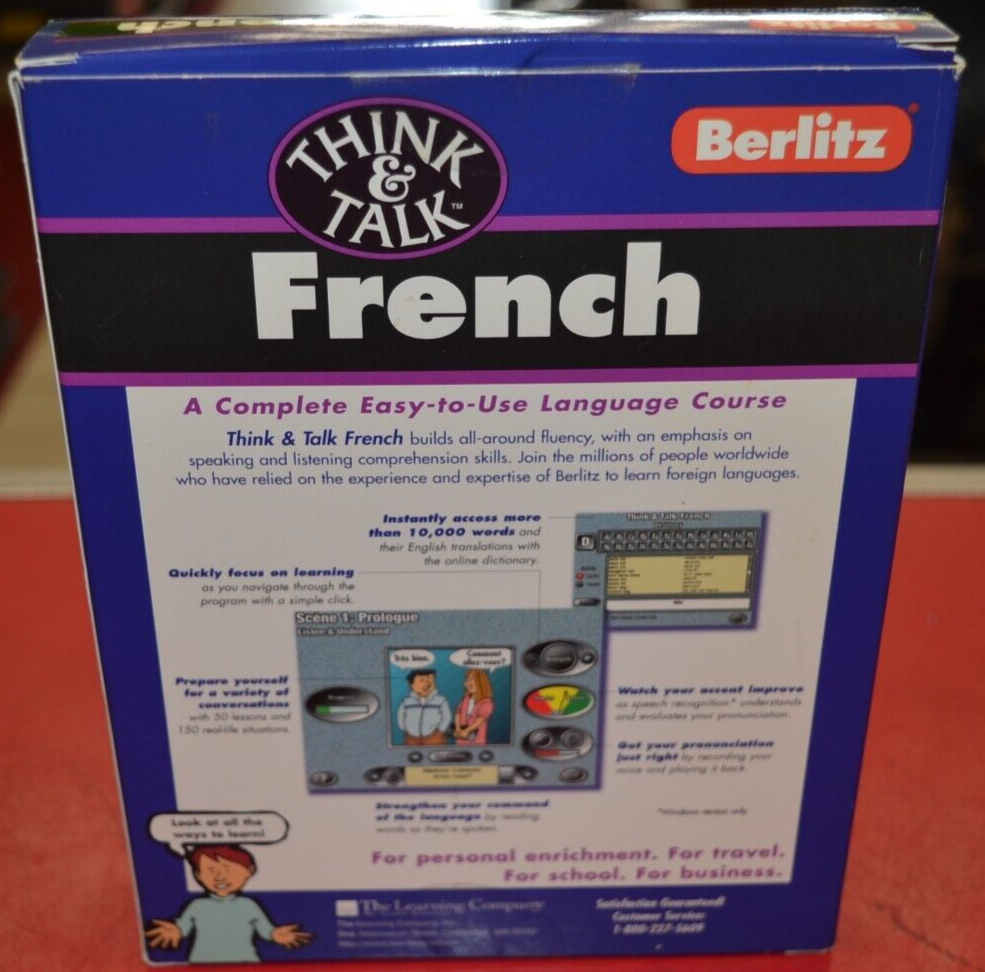 French
Berlitz
THINK
&
TALK™
Berlitz
French
A Complete Easy-to-Use Language Course
Think & Talk French builds all-around fluency, with an emphasis on
speaking and listening comprehension skills. Join the millions of people worldwide
who have relied on the experience and expertise of Berlitz to learn foreign languages.
Instantly access more
than 10,000 words and
their English translations with
the online dictionary.
Think & Talk French
Quickly focus on learning
as you navigate through the
program with a simple click.
Scene 1: Prologue
Listen & Understand
Très bien.
Comment
allez-vous?
Prepare yourself
for a variety of
conversations
with 50 lessons and
150 real-life situations.
Watch your accent improve
as speech recognition* understands
and evaluates your pronunciation.
Get your pronunciation
just right by recording your
voice and playing it back.
Strengthen your command
of the language by reading
words as they're spoken.
*Windows version only
Look at all the
ways to learn!
For personal enrichment. For travel.
For school. For business.
The Learning Company
Satisfaction Guaranteed!
Customer Service: